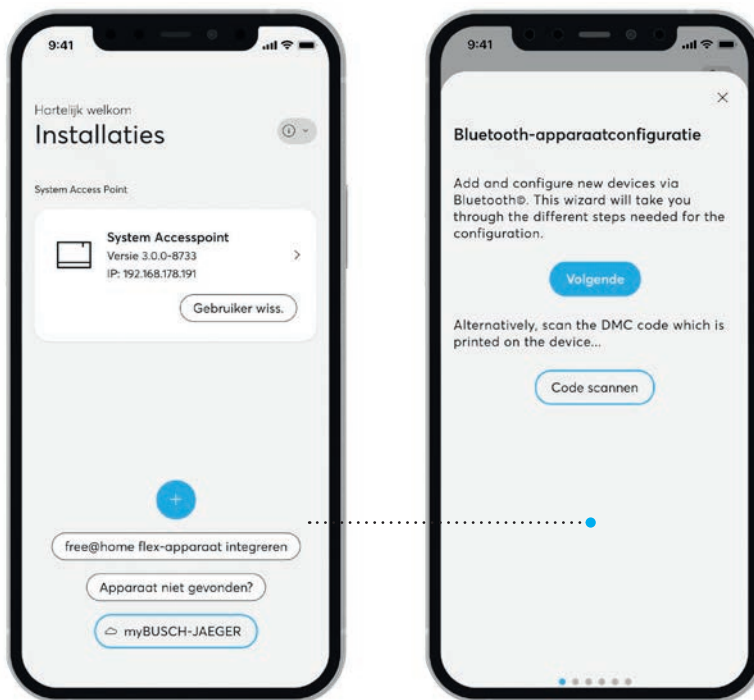 9:41
Hartelijk welkom
Installaties
System Access Point
System Accesspoint
Versie 3.0.0-8733
IP: 192.168.178.191
Gebruiker wiss.
+
free@home flex-apparaat integreren
Apparaat niet gevonden?
myBUSCH-JAEGER
9:41
Bluetooth-apparaatconfiguratie
Add and configure new devices via
Bluetooth®. This wizard will take you
through the different steps needed for the
configuration.
Volgende
Alternatively, scan the DMC code which is
printed on the device...
Code scannen